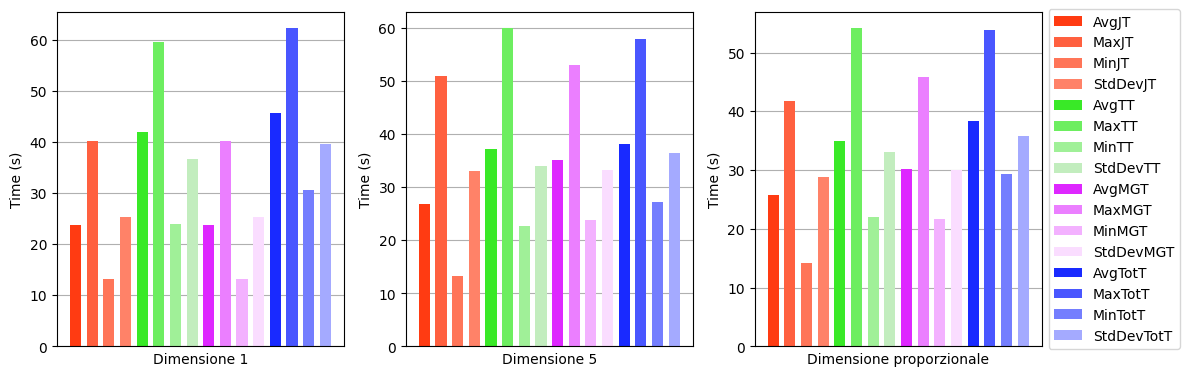 Time (s)
60
50
40
30
20
10
0
Dimensione 1
Time (s)
60
50
40
30
20
10
0
Dimensione 5
Time (s)
50
40
30
20
10
0
Dimensione proporzionale
AvgJT
MaxJT
MinJT
StdDevJT
AvgTT
MaxTT
MinTT
StdDevTT
AvgMGT
MaxMGT
MinMGT
StdDevMGT
AvgTotT
MaxTotT
MinTotT
StdDevTotT